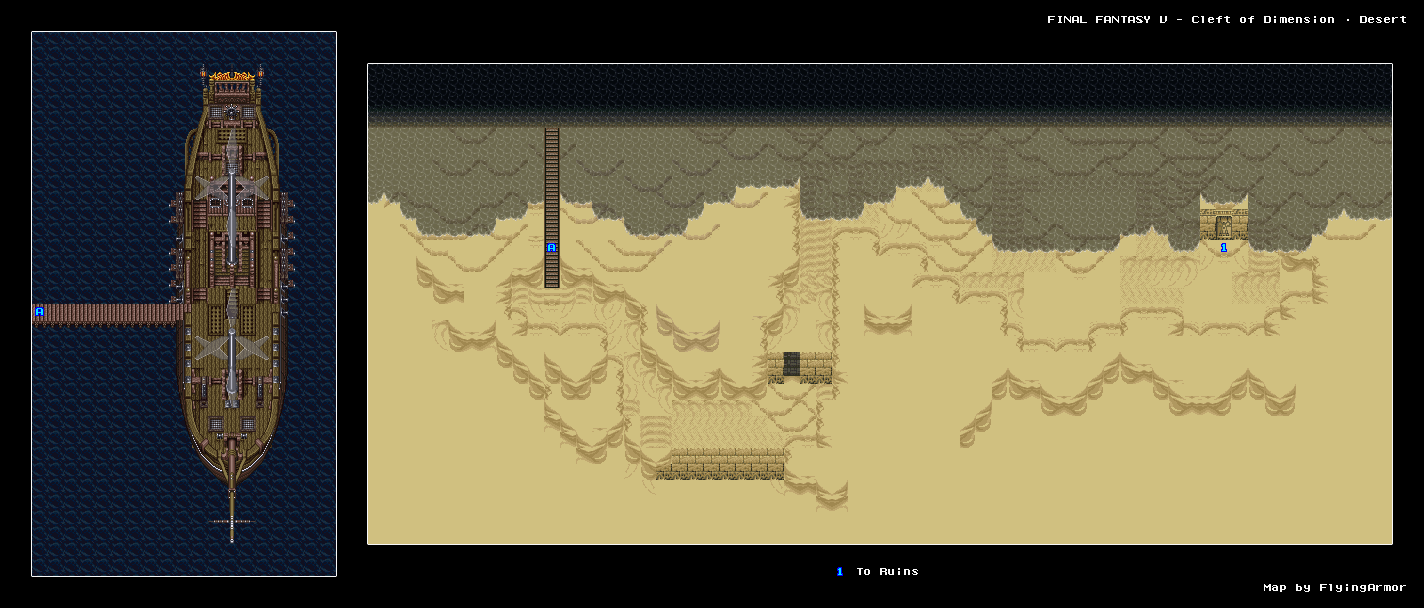 FINAL FANTASY V - Cleft of Dimension · Desert
A
A
1
1 To Ruins
Map by FlyingArmor